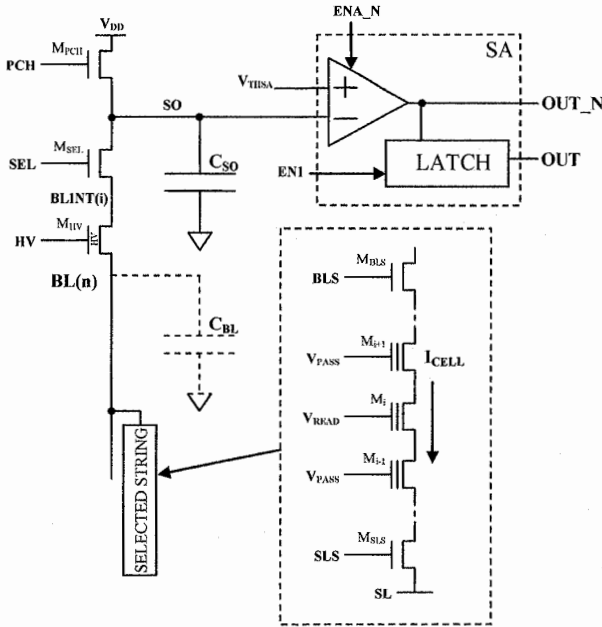 V_DD
ENA_N
M_PCH
PCH
SA
V_THSA
+
−
SO
OUT_N
M_SEL
SEL
C_SO
LATCH
OUT
EN1
BLINT(i)
M_HV
HV
HV
BL(n)
M_BLS
BLS
C_BL
M_i+1
V_PASS
I_CELL
M_i
V_READ
M_i-1
V_PASS
SELECTED STRING
M_SLS
SLS
SL